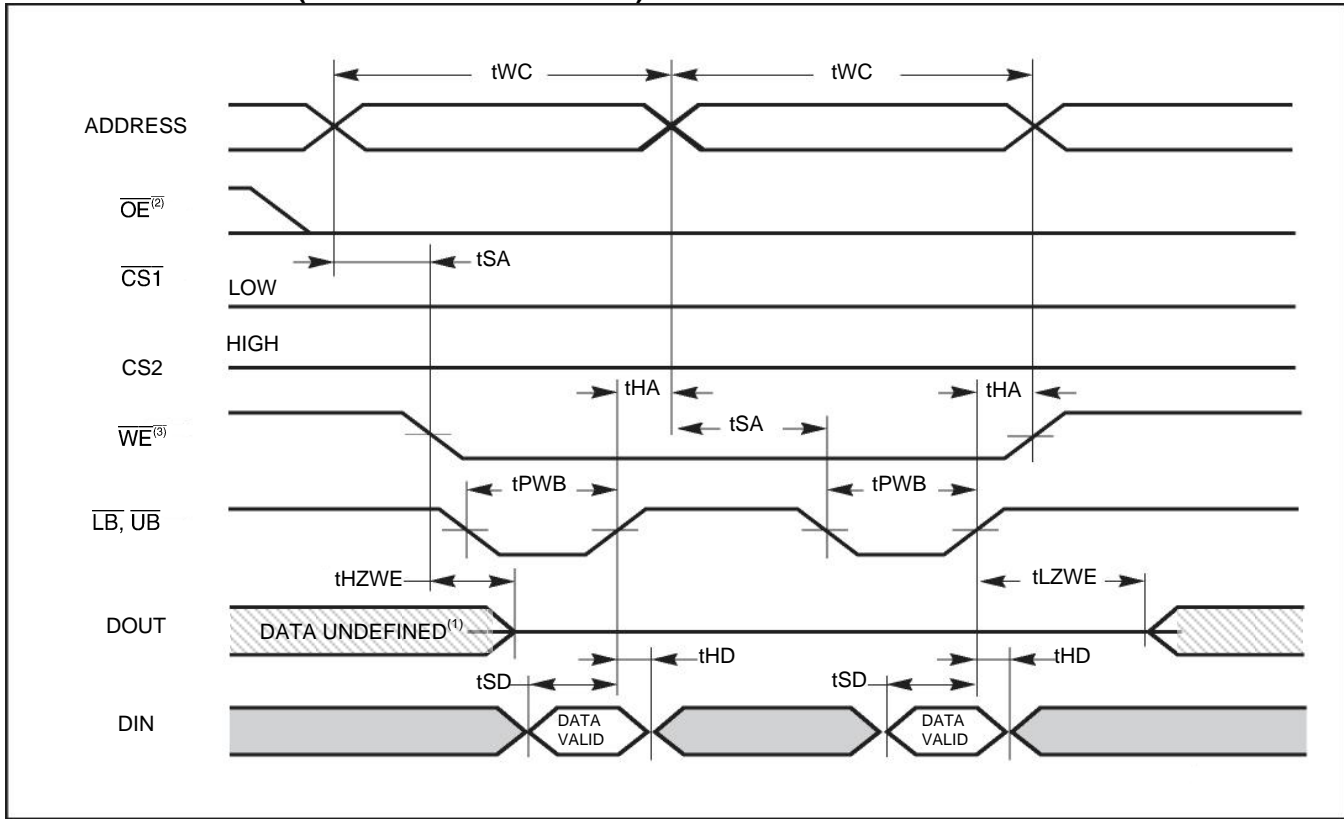 tWC
tWC
ADDRESS
OE(2)
tSA
CS1
LOW
HIGH
CS2
tHA
tHA
tSA
WE(3)
tPWB
tPWB
LB, UB
tHZWE
tLZWE
DOUT
DATA UNDEFINED(1)
tHD
tHD
tSD
tSD
DIN
DATA
VALID
DATA
VALID